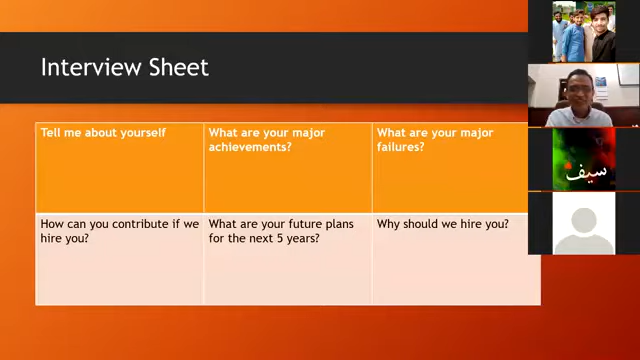 Interview Sheet
Tell me about yourself
What are your major
achievements?
What are your major
failures?
How can you contribute if we
hire you?
What are your future plans
for the next 5 years?
Why should we hire you?
سیف